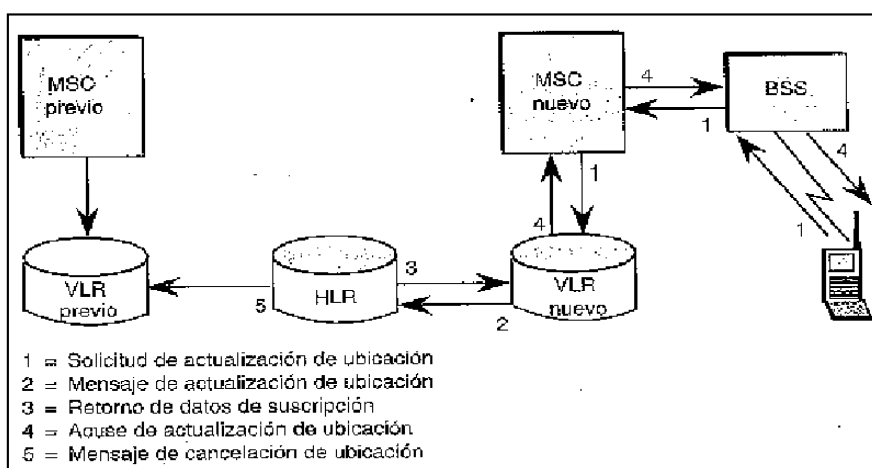 MSC
previo
MSC
nuevo
4
BSS
1
4
1
4
1
VLR
previo
5
HLR
3
2
VLR
nuevo
1 = Solicitud de actualización de ubicación
2 = Mensaje de actualización de ubicación
3 = Retorno de datos de suscripción
4 = Acuse de actualización de ubicación
5 = Mensaje de cancelación de ubicación